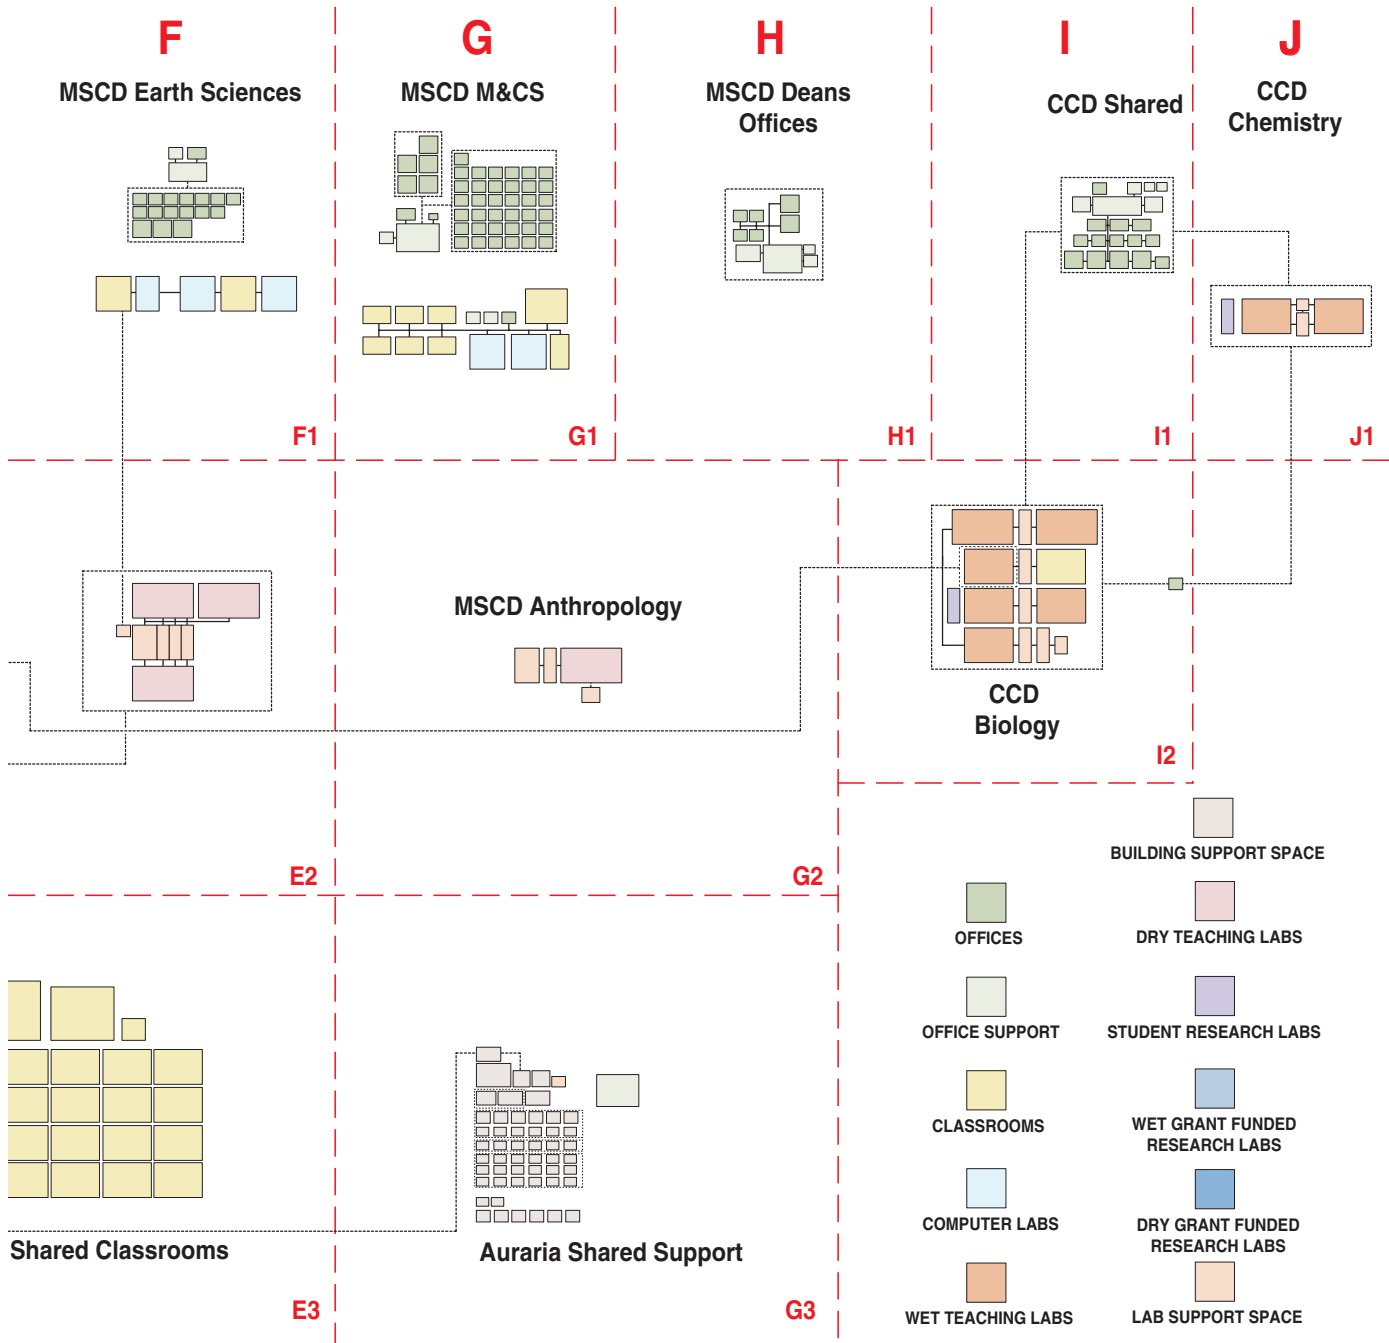 F
G
H
I
J
MSCD Earth Sciences
MSCD M&CS
MSCD Deans
Offices
CCD Shared
CCD
Chemistry
F1
G1
H1
I1
J1
MSCD Anthropology
CCD
Biology
I2
E2
G2
BUILDING SUPPORT SPACE
OFFICES
DRY TEACHING LABS
OFFICE SUPPORT
STUDENT RESEARCH LABS
CLASSROOMS
WET GRANT FUNDED
RESEARCH LABS
COMPUTER LABS
DRY GRANT FUNDED
RESEARCH LABS
WET TEACHING LABS
LAB SUPPORT SPACE
Shared Classrooms
Auraria Shared Support
E3
G3